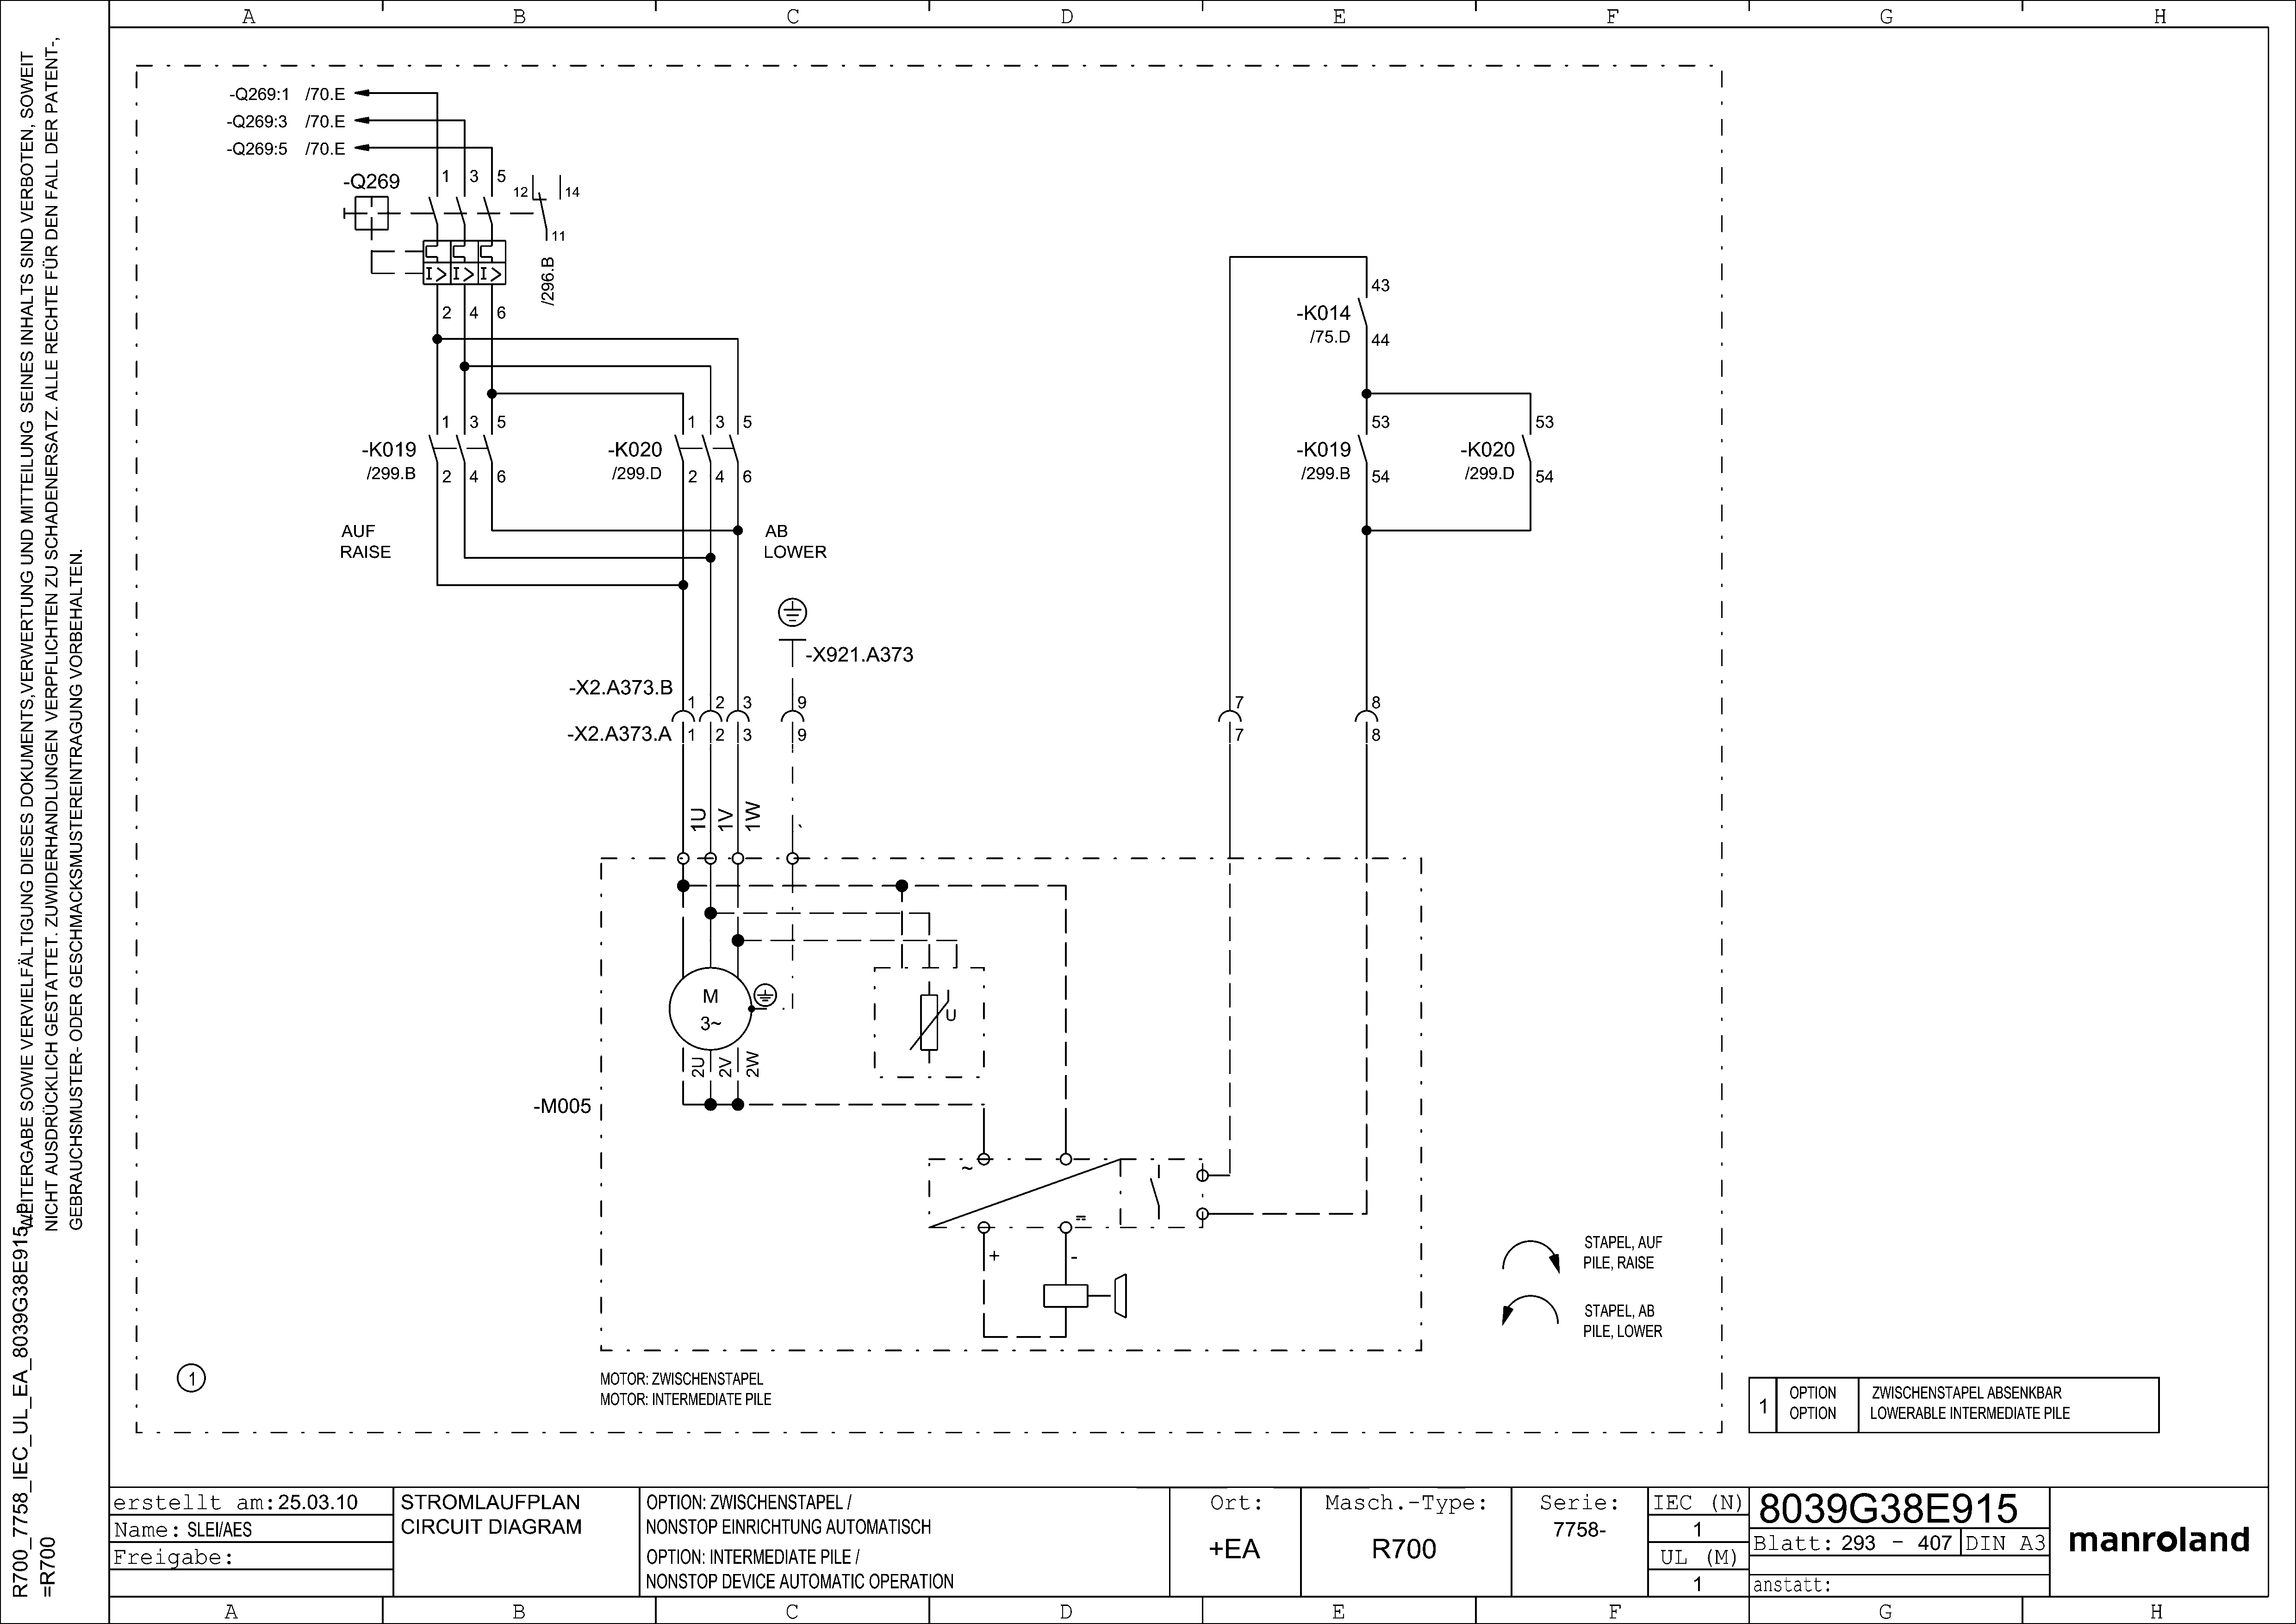 A B C D E F G H
WEITERGABE SOWIE VERVIELFÄLTIGUNG DIESES DOKUMENTS,VERWERTUNG UND MITTEILUNG SEINES INHALTS SIND VERBOTEN, SOWEIT
NICHT AUSDRÜCKLICH GESTATTET. ZUWIDERHANDLUNGEN VERPFLICHTEN ZU SCHADENERSATZ. ALLE RECHTE FÜR DEN FALL DER PATENT-,
GEBRAUCHSMUSTER- ODER GESCHMACKSMUSTEREINTRAGUNG VORBEHALTEN.
R700_7758_IEC_UL_EA_8039G38E915_0
=R700
-Q269:1 /70.E
-Q269:3 /70.E
-Q269:5 /70.E
-Q269
1 3 5
12 14
11
/296.B
I> I> I>
2 4 6
43
-K014
/75.D
44
1 3 5
-K019
/299.B
2 4 6
1 3 5
-K020
/299.D
2 4 6
53
-K019
/299.B
54
53
-K020
/299.D
54
AUF
RAISE
AB
LOWER
-X921.A373
-X2.A373.B
1 2 3 9 7 8
-X2.A373.A
1 2 3 9 7 8
1U 1V 1W
M
3~
U
2U 2V 2W
-M005
~
=
+ -
STAPEL, AUF
PILE, RAISE
STAPEL, AB
PILE, LOWER
1
MOTOR: ZWISCHENSTAPEL
MOTOR: INTERMEDIATE PILE
1
OPTION ZWISCHENSTAPEL ABSENKBAR
OPTION LOWERABLE INTERMEDIATE PILE
erstellt am: 25.03.10
Name: SLEI/AES
Freigabe:
STROMLAUFPLAN
CIRCUIT DIAGRAM
OPTION: ZWISCHENSTAPEL /
NONSTOP EINRICHTUNG AUTOMATISCH
OPTION: INTERMEDIATE PILE /
NONSTOP DEVICE AUTOMATIC OPERATION
Ort:
+EA
Masch.-Type:
R700
Serie:
7758-
IEC (N)
1
UL (M)
1
8039G38E915
Blatt: 293 - 407 DIN A3
anstatt:
manroland
A B C D E F G H